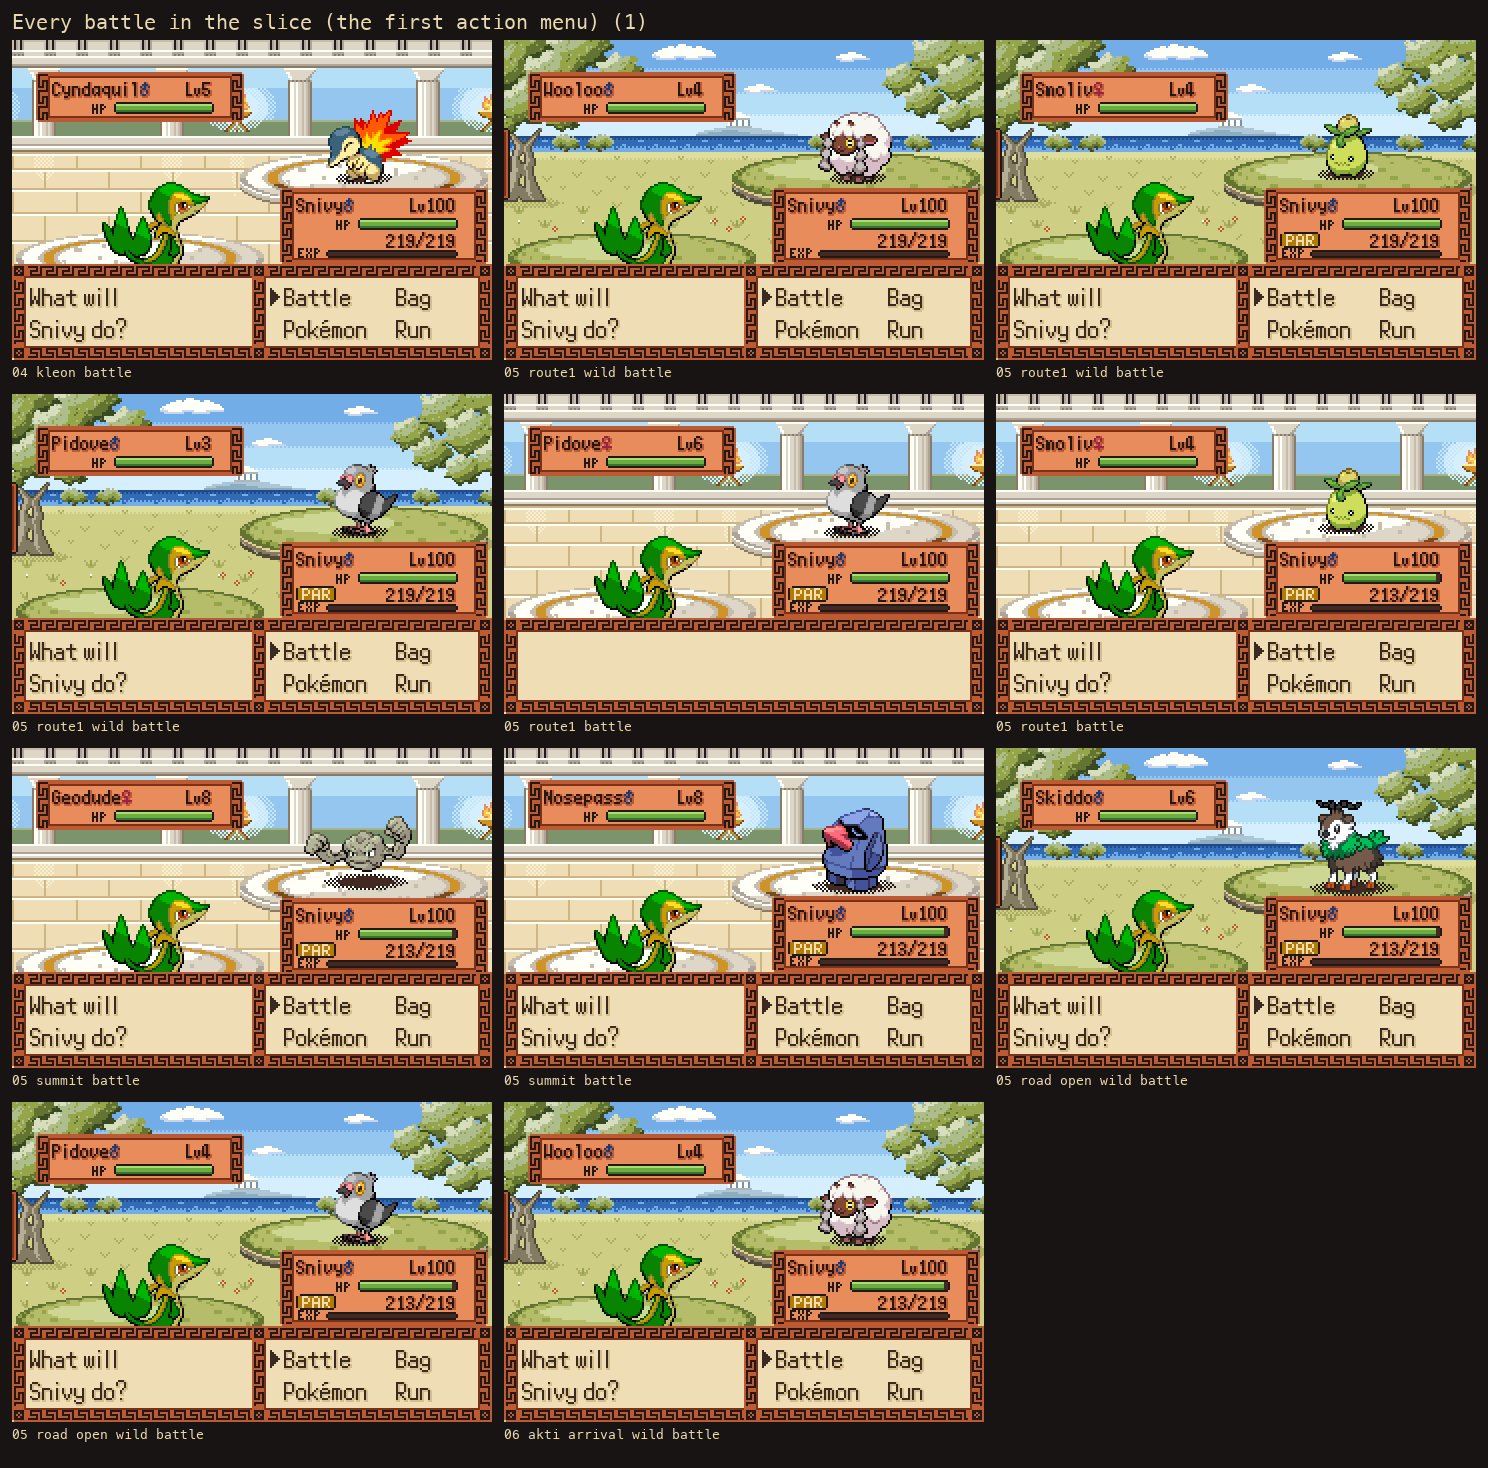 Every battle in the slice (the first action menu) (1)
Cyndaquil♂ Lv5
HP
Snivy♂ Lv100
HP
219/219
EXP
What will
Snivy do?
Battle Bag
Pokémon Run
04 kleon battle
Wooloo♂ Lv4
HP
Snivy♂ Lv100
HP
219/219
EXP
What will
Snivy do?
Battle Bag
Pokémon Run
05 route1 wild battle
Smoliv♀ Lv4
HP
Snivy♂ Lv100
HP
PAR 219/219
EXP
What will
Snivy do?
Battle Bag
Pokémon Run
05 route1 wild battle
Pidove♂ Lv3
HP
Snivy♂ Lv100
HP
PAR 219/219
EXP
What will
Snivy do?
Battle Bag
Pokémon Run
05 route1 wild battle
Pidove♀ Lv6
HP
Snivy♂ Lv100
HP
PAR 219/219
EXP
05 route1 battle
Smoliv♀ Lv4
HP
Snivy♂ Lv100
HP
PAR 213/219
EXP
What will
Snivy do?
Battle Bag
Pokémon Run
05 route1 battle
Geodude♀ Lv8
HP
Snivy♂ Lv100
HP
PAR 213/219
EXP
What will
Snivy do?
Battle Bag
Pokémon Run
05 summit battle
Nosepass♂ Lv8
HP
Snivy♂ Lv100
HP
PAR 213/219
EXP
What will
Snivy do?
Battle Bag
Pokémon Run
05 summit battle
Skiddo♂ Lv6
HP
Snivy♂ Lv100
HP
PAR 213/219
EXP
What will
Snivy do?
Battle Bag
Pokémon Run
05 road open wild battle
Pidove♂ Lv4
HP
Snivy♂ Lv100
HP
PAR 213/219
EXP
What will
Snivy do?
Battle Bag
Pokémon Run
05 road open wild battle
Wooloo♂ Lv4
HP
Snivy♂ Lv100
HP
PAR 213/219
EXP
What will
Snivy do?
Battle Bag
Pokémon Run
06 akti arrival wild battle